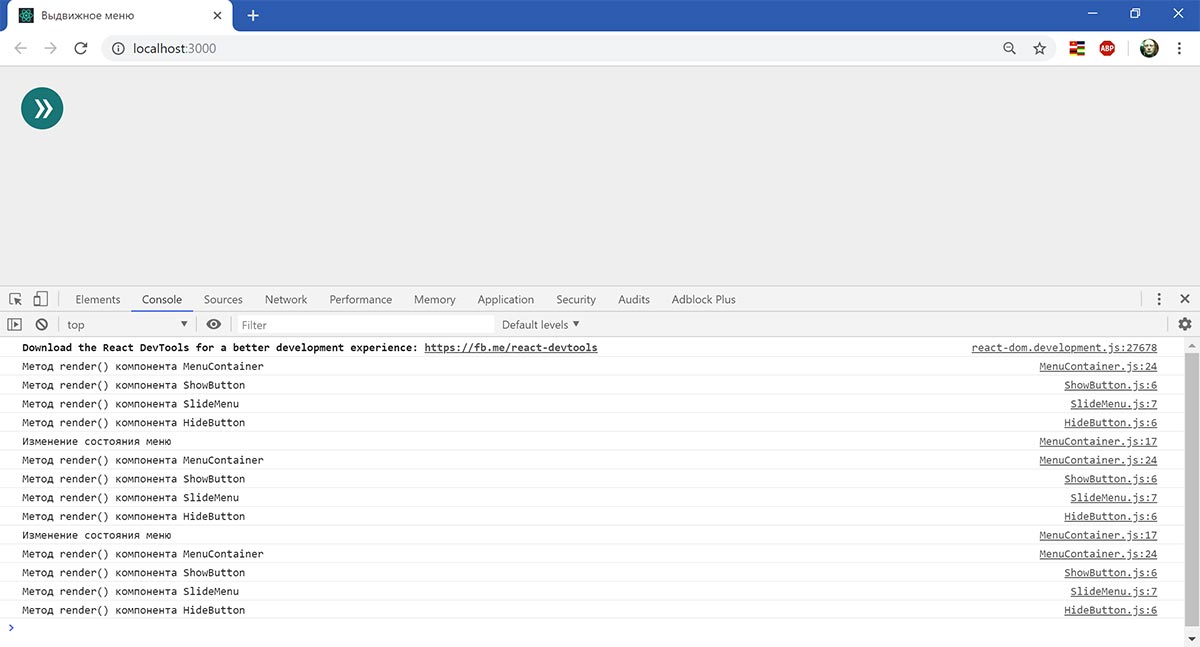 Выдвижное меню
localhost:3000
ABP
Elements Console Sources Network Performance Memory Application Security Audits Adblock Plus
top Filter Default levels
Download the React DevTools for a better development experience: https://fb.me/react-devtools react-dom.development.js:27678
Метод render() компонента MenuContainer MenuContainer.js:24
Метод render() компонента ShowButton ShowButton.js:6
Метод render() компонента SlideMenu SlideMenu.js:7
Метод render() компонента HideButton HideButton.js:6
Изменение состояния меню MenuContainer.js:17
Метод render() компонента MenuContainer MenuContainer.js:24
Метод render() компонента ShowButton ShowButton.js:6
Метод render() компонента SlideMenu SlideMenu.js:7
Метод render() компонента HideButton HideButton.js:6
Изменение состояния меню MenuContainer.js:17
Метод render() компонента MenuContainer MenuContainer.js:24
Метод render() компонента ShowButton ShowButton.js:6
Метод render() компонента SlideMenu SlideMenu.js:7
Метод render() компонента HideButton HideButton.js:6